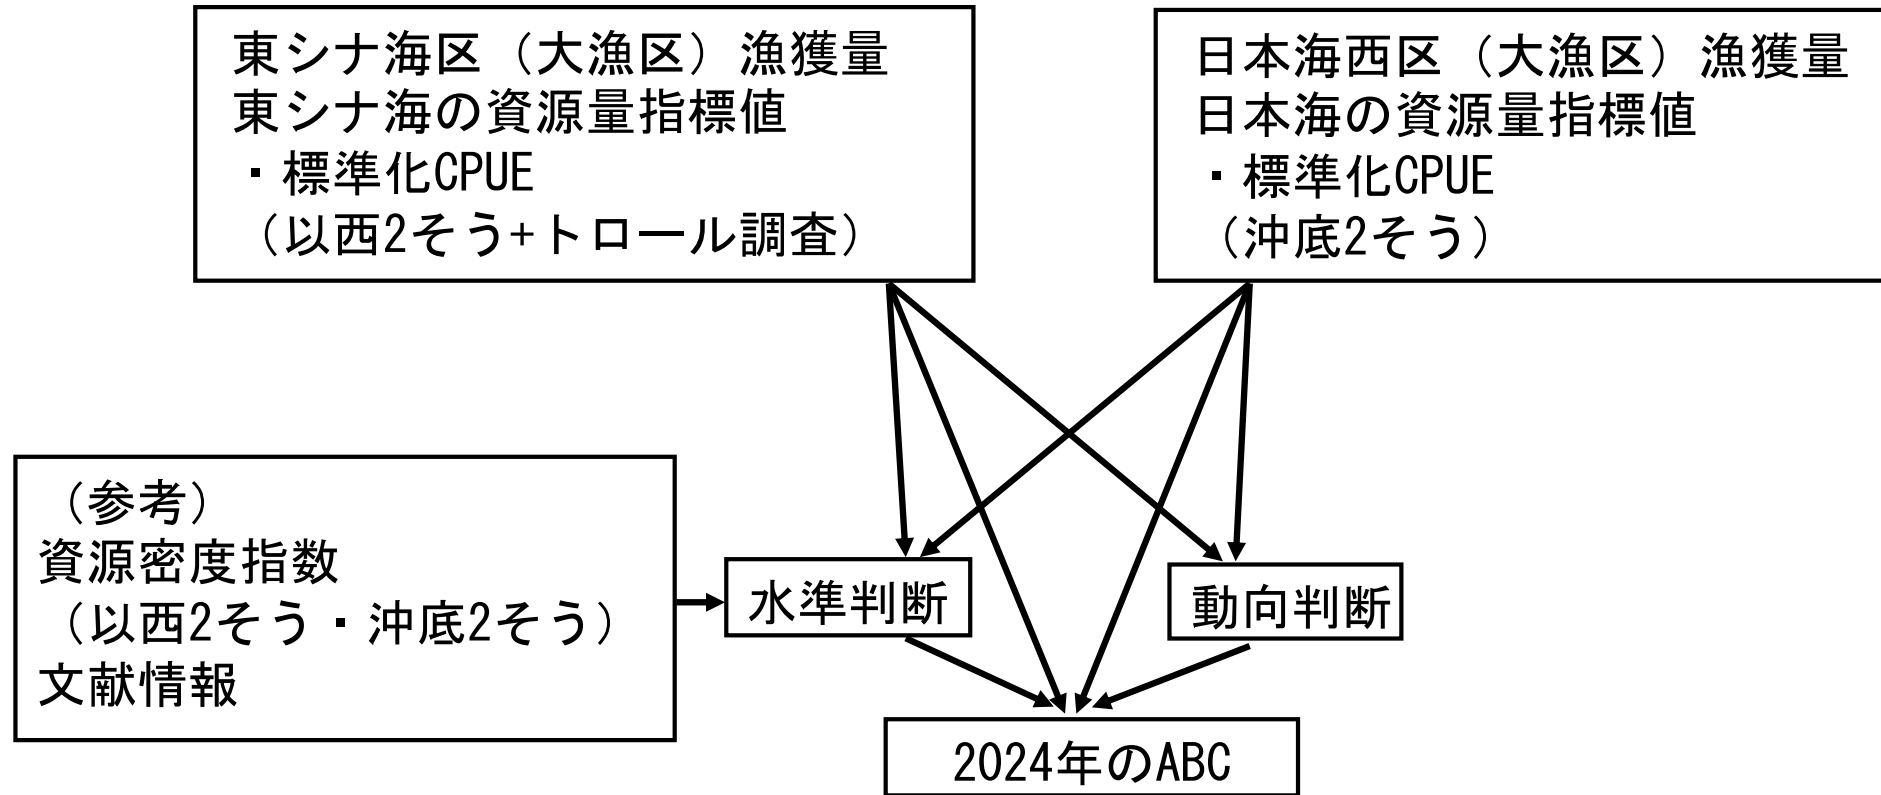 東シナ海区（大漁区）漁獲量
東シナ海の資源量指標値
・標準化CPUE
（以西2そう+トロール調査）
日本海西区（大漁区）漁獲量
日本海の資源量指標値
・標準化CPUE
（沖底2そう）
（参考）
資源密度指数
（以西2そう・沖底2そう）
文献情報
水準判断
動向判断
2024年のABC